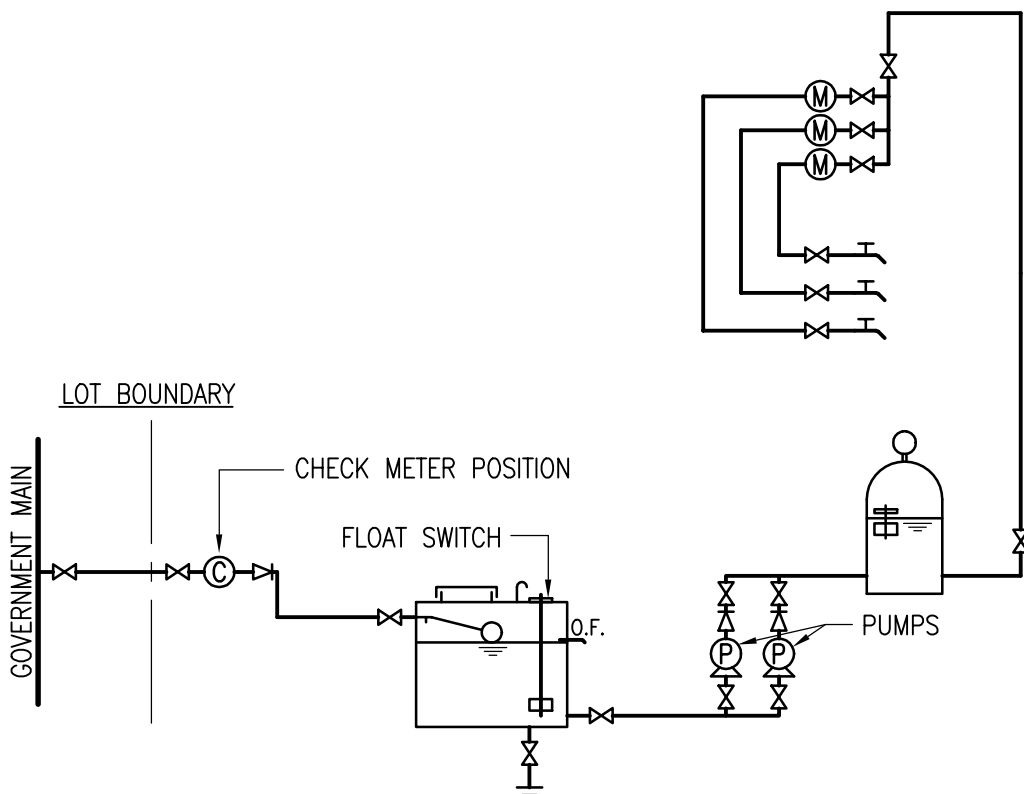 M
M
M
LOT BOUNDARY
CHECK METER POSITION
GOVERNMENT MAIN
FLOAT SWITCH
C
O.F.
PUMPS
P
P